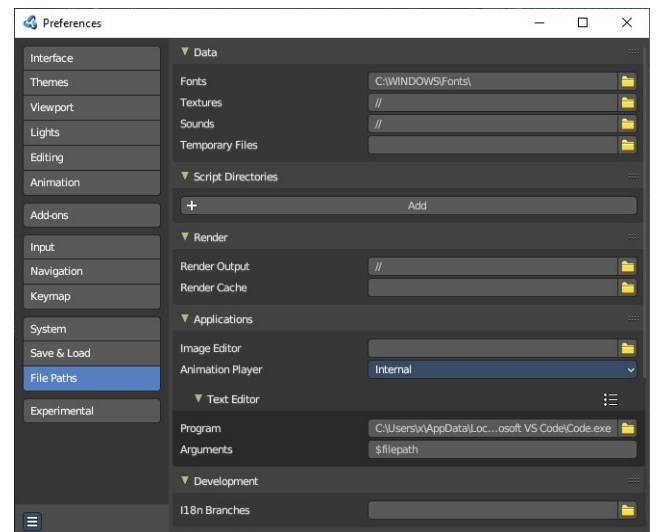 Preferences
Interface
Themes
Viewport
Lights
Editing
Animation
Add-ons
Input
Navigation
Keymap
System
Save & Load
File Paths
Experimental
Data
Fonts C:\WINDOWS\Fonts\
Textures //
Sounds //
Temporary Files
Script Directories
+ Add
Render
Render Output //
Render Cache
Applications
Image Editor
Animation Player Internal
Text Editor
Program C:\Users\x\AppData\Loc...osoft VS Code\Code.exe
Arguments $filepath
Development
I18n Branches